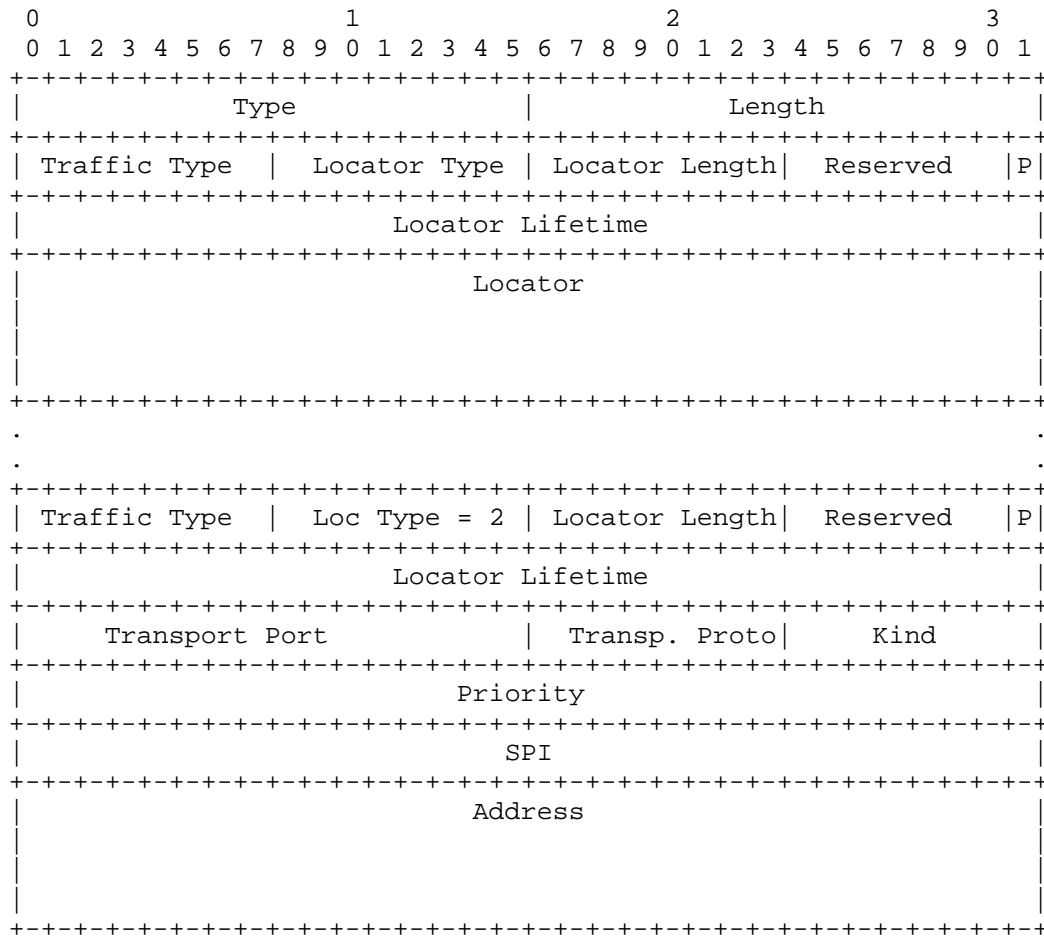 0                   1                   2                   3
 0 1 2 3 4 5 6 7 8 9 0 1 2 3 4 5 6 7 8 9 0 1 2 3 4 5 6 7 8 9 0 1
+-+-+-+-+-+-+-+-+-+-+-+-+-+-+-+-+-+-+-+-+-+-+-+-+-+-+-+-+-+-+-+-+
|             Type              |            Length             |
+-+-+-+-+-+-+-+-+-+-+-+-+-+-+-+-+-+-+-+-+-+-+-+-+-+-+-+-+-+-+-+-+
| Traffic Type  |  Locator Type | Locator Length|  Reserved   |P|
+-+-+-+-+-+-+-+-+-+-+-+-+-+-+-+-+-+-+-+-+-+-+-+-+-+-+-+-+-+-+-+-+
|                       Locator Lifetime                        |
+-+-+-+-+-+-+-+-+-+-+-+-+-+-+-+-+-+-+-+-+-+-+-+-+-+-+-+-+-+-+-+-+
|                            Locator                            |
|                                                               |
|                                                               |
|                                                               |
+-+-+-+-+-+-+-+-+-+-+-+-+-+-+-+-+-+-+-+-+-+-+-+-+-+-+-+-+-+-+-+-+
.                                                               .
.                                                               .
+-+-+-+-+-+-+-+-+-+-+-+-+-+-+-+-+-+-+-+-+-+-+-+-+-+-+-+-+-+-+-+-+
| Traffic Type  |  Loc Type = 2 | Locator Length|  Reserved   |P|
+-+-+-+-+-+-+-+-+-+-+-+-+-+-+-+-+-+-+-+-+-+-+-+-+-+-+-+-+-+-+-+-+
|                       Locator Lifetime                        |
+-+-+-+-+-+-+-+-+-+-+-+-+-+-+-+-+-+-+-+-+-+-+-+-+-+-+-+-+-+-+-+-+
|     Transport Port            |  Transp. Proto|     Kind      |
+-+-+-+-+-+-+-+-+-+-+-+-+-+-+-+-+-+-+-+-+-+-+-+-+-+-+-+-+-+-+-+-+
|                           Priority                            |
+-+-+-+-+-+-+-+-+-+-+-+-+-+-+-+-+-+-+-+-+-+-+-+-+-+-+-+-+-+-+-+-+
|                              SPI                              |
+-+-+-+-+-+-+-+-+-+-+-+-+-+-+-+-+-+-+-+-+-+-+-+-+-+-+-+-+-+-+-+-+
|                            Address                            |
|                                                               |
|                                                               |
|                                                               |
+-+-+-+-+-+-+-+-+-+-+-+-+-+-+-+-+-+-+-+-+-+-+-+-+-+-+-+-+-+-+-+-+